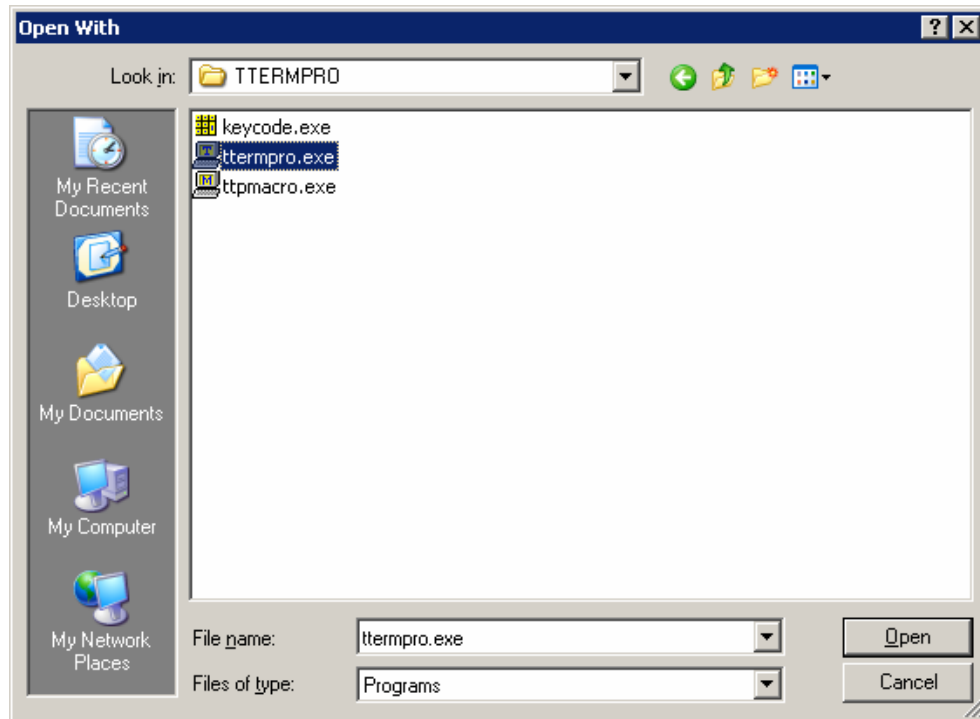 Open With
Look in: TTERMPRO
My Recent
Documents
Desktop
My Documents
My Computer
My Network
Places
keycode.exe
ttermpro.exe
ttpmacro.exe
File name: ttermpro.exe
Open
Files of type: Programs
Cancel